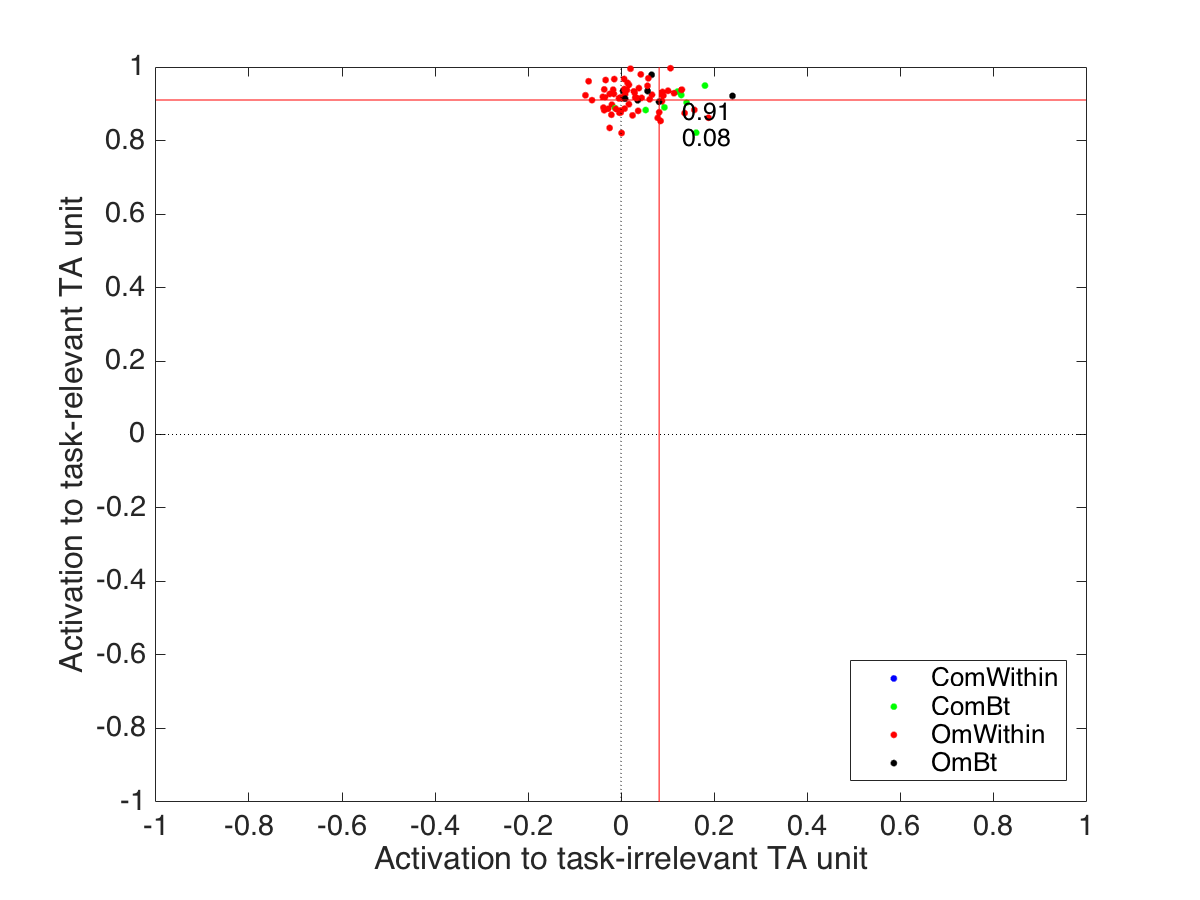 1
0.8
0.6
0.4
0.2
0
-0.2
-0.4
-0.6
-0.8
-1
Activation to task-relevant TA unit
0.91
0.08
ComWithin
ComBt
OmWithin
OmBt
-1 -0.8 -0.6 -0.4 -0.2 0 0.2 0.4 0.6 0.8 1
Activation to task-irrelevant TA unit